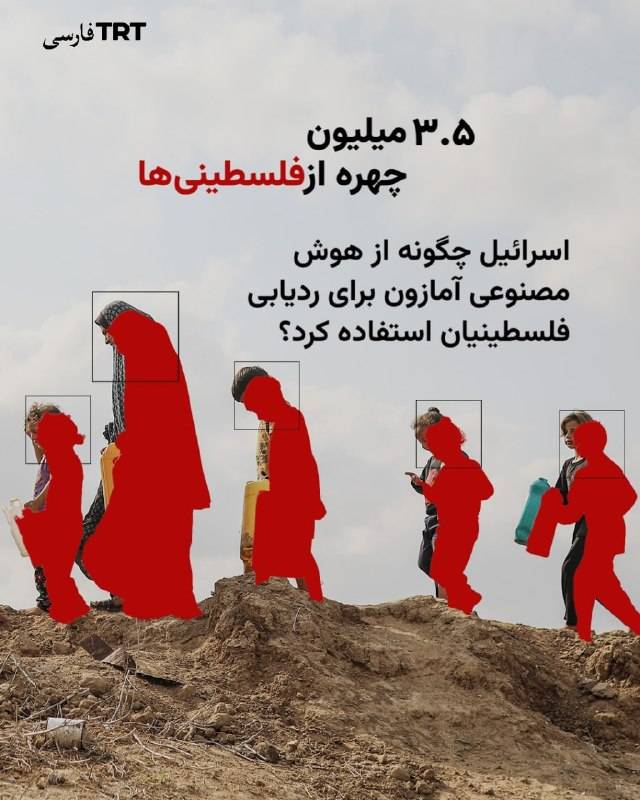 TRT فارسی
۳.۵ میلیون
چهره از فلسطینی‌ها
اسرائیل چگونه از هوش
مصنوعی آمازون برای ردیابی
فلسطینیان استفاده کرد؟